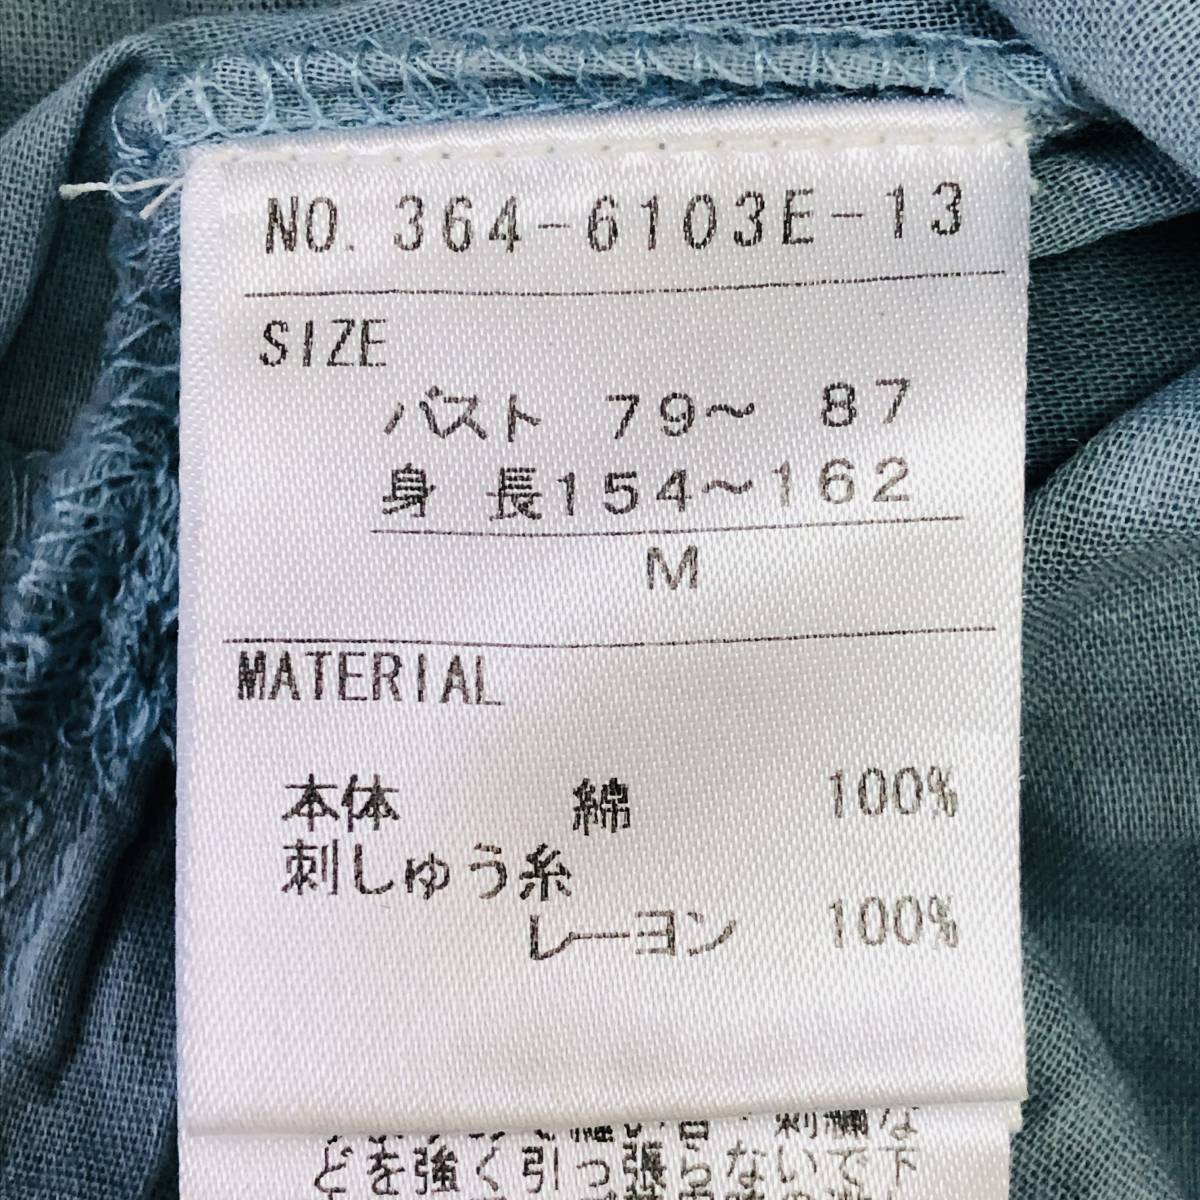 NO. 364-6103E-13
SIZE
バスト 79～ 87
身 長154～162
M
MATERIAL
本体 綿 100%
刺しゅう糸
レーヨン 100%
どを強く引っ張らないで下